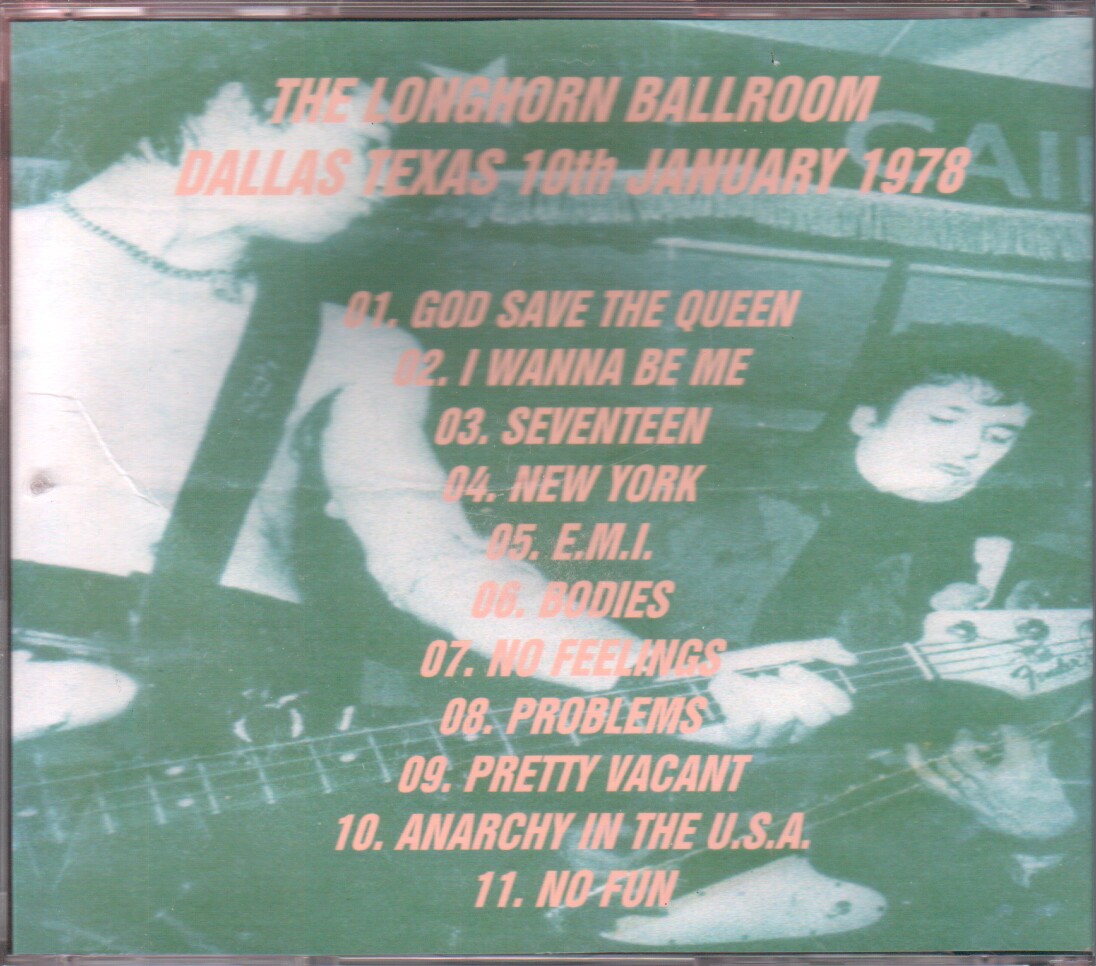 THE LONGHORN BALLROOM
DALLAS TEXAS 10th JANUARY 1978
01. GOD SAVE THE QUEEN
02. I WANNA BE ME
03. SEVENTEEN
04. NEW YORK
05. E.M.I.
06. BODIES
07. NO FEELINGS
08. PROBLEMS
09. PRETTY VACANT
10. ANARCHY IN THE U.S.A.
11. NO FUN
Fender